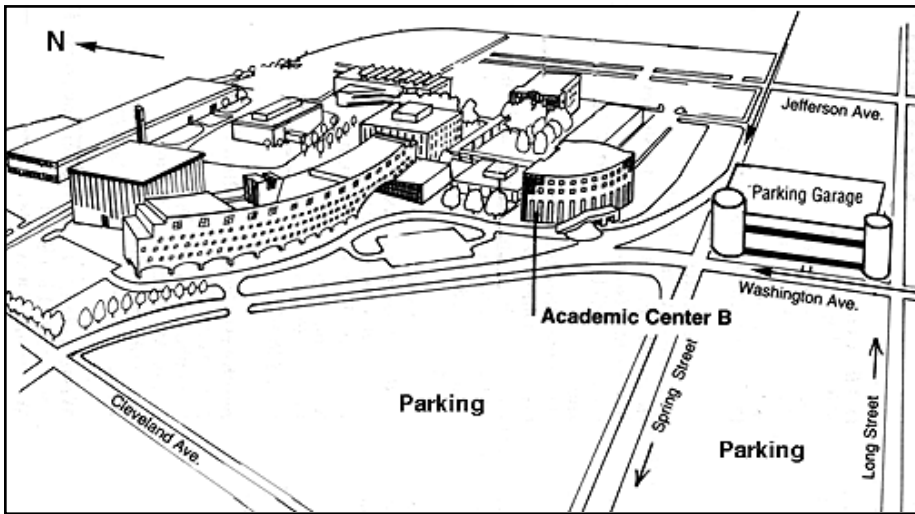 N
Jefferson Ave.
Parking Garage
Washington Ave.
Academic Center B
Spring Street
Long Street
Parking
Parking
Cleveland Ave.